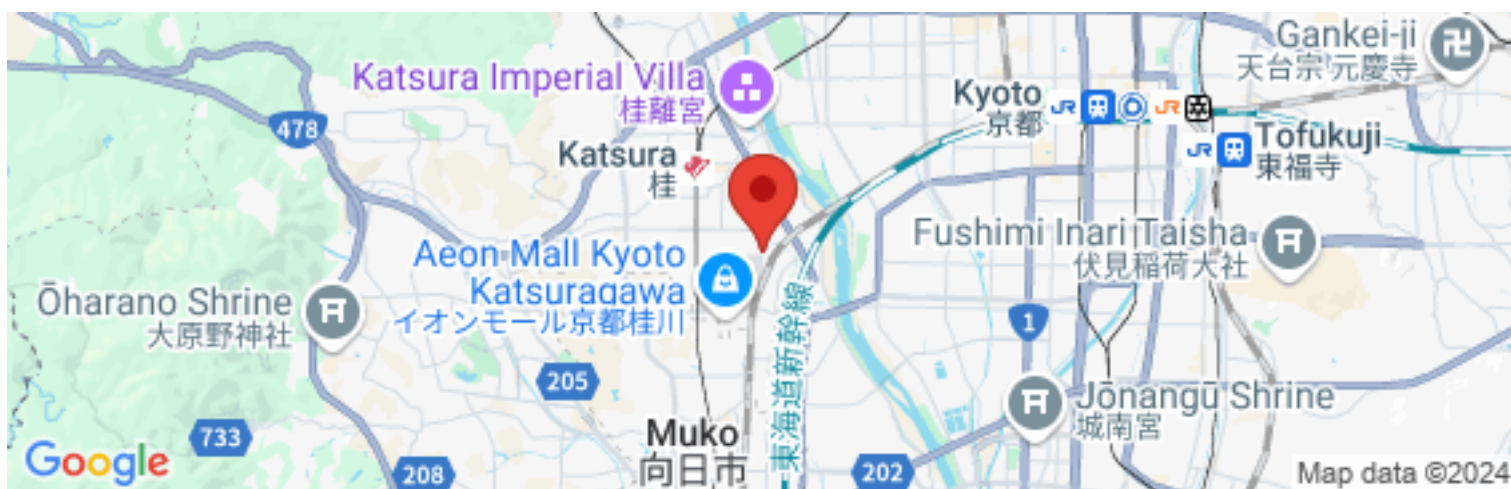 Gankei-ji
天台宗 元慶寺
Katsura Imperial Villa
桂離宮
Kyoto
京都
JR
JR
478
Katsura
桂
Tofukuji
東福寺
JR
Fushimi Inari Taisha
伏見稲荷大社
Aeon Mall Kyoto
Katsuragawa
イオンモール京都桂川
Ōharano Shrine
大原野神社
東海道新幹線
1
205
Jōnangū Shrine
城南宮
733
Muko
向日市
208
202
Google
Map data ©2024